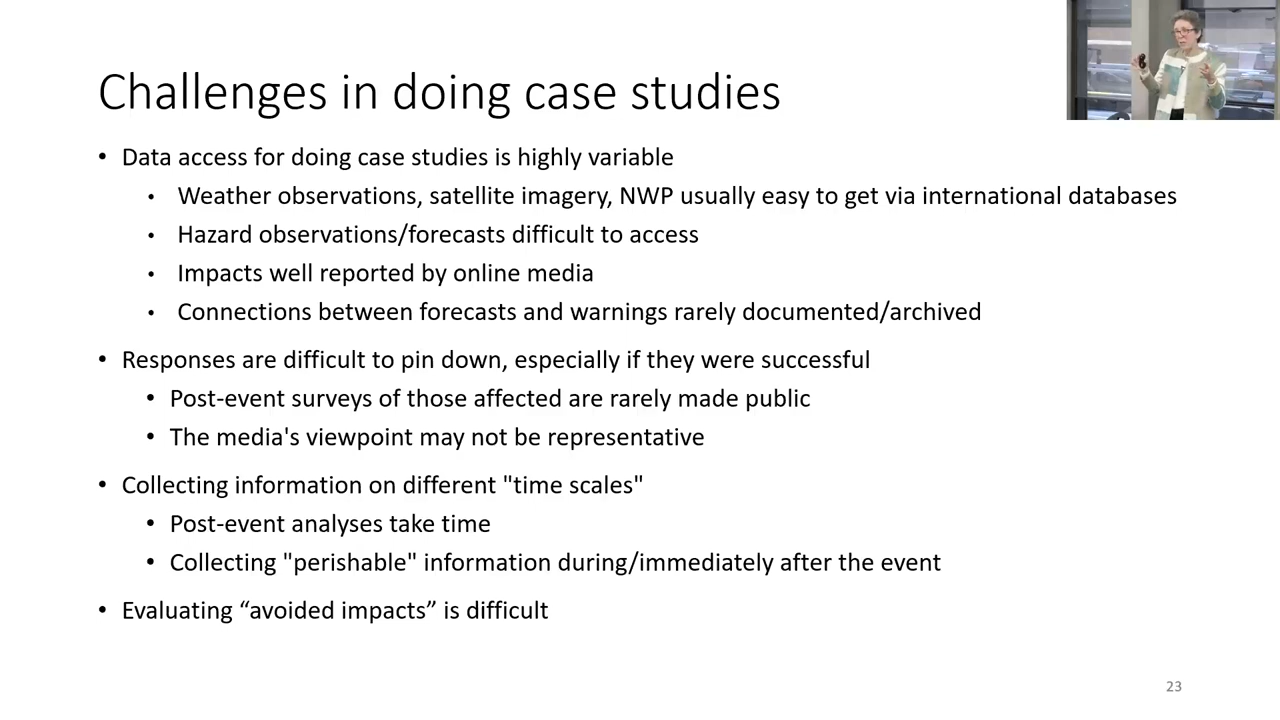 Challenges in doing case studies
• Data access for doing case studies is highly variable
• Weather observations, satellite imagery, NWP usually easy to get via international databases
• Hazard observations/forecasts difficult to access
• Impacts well reported by online media
• Connections between forecasts and warnings rarely documented/archived
• Responses are difficult to pin down, especially if they were successful
• Post-event surveys of those affected are rarely made public
• The media's viewpoint may not be representative
• Collecting information on different "time scales"
• Post-event analyses take time
• Collecting "perishable" information during/immediately after the event
• Evaluating “avoided impacts” is difficult
23